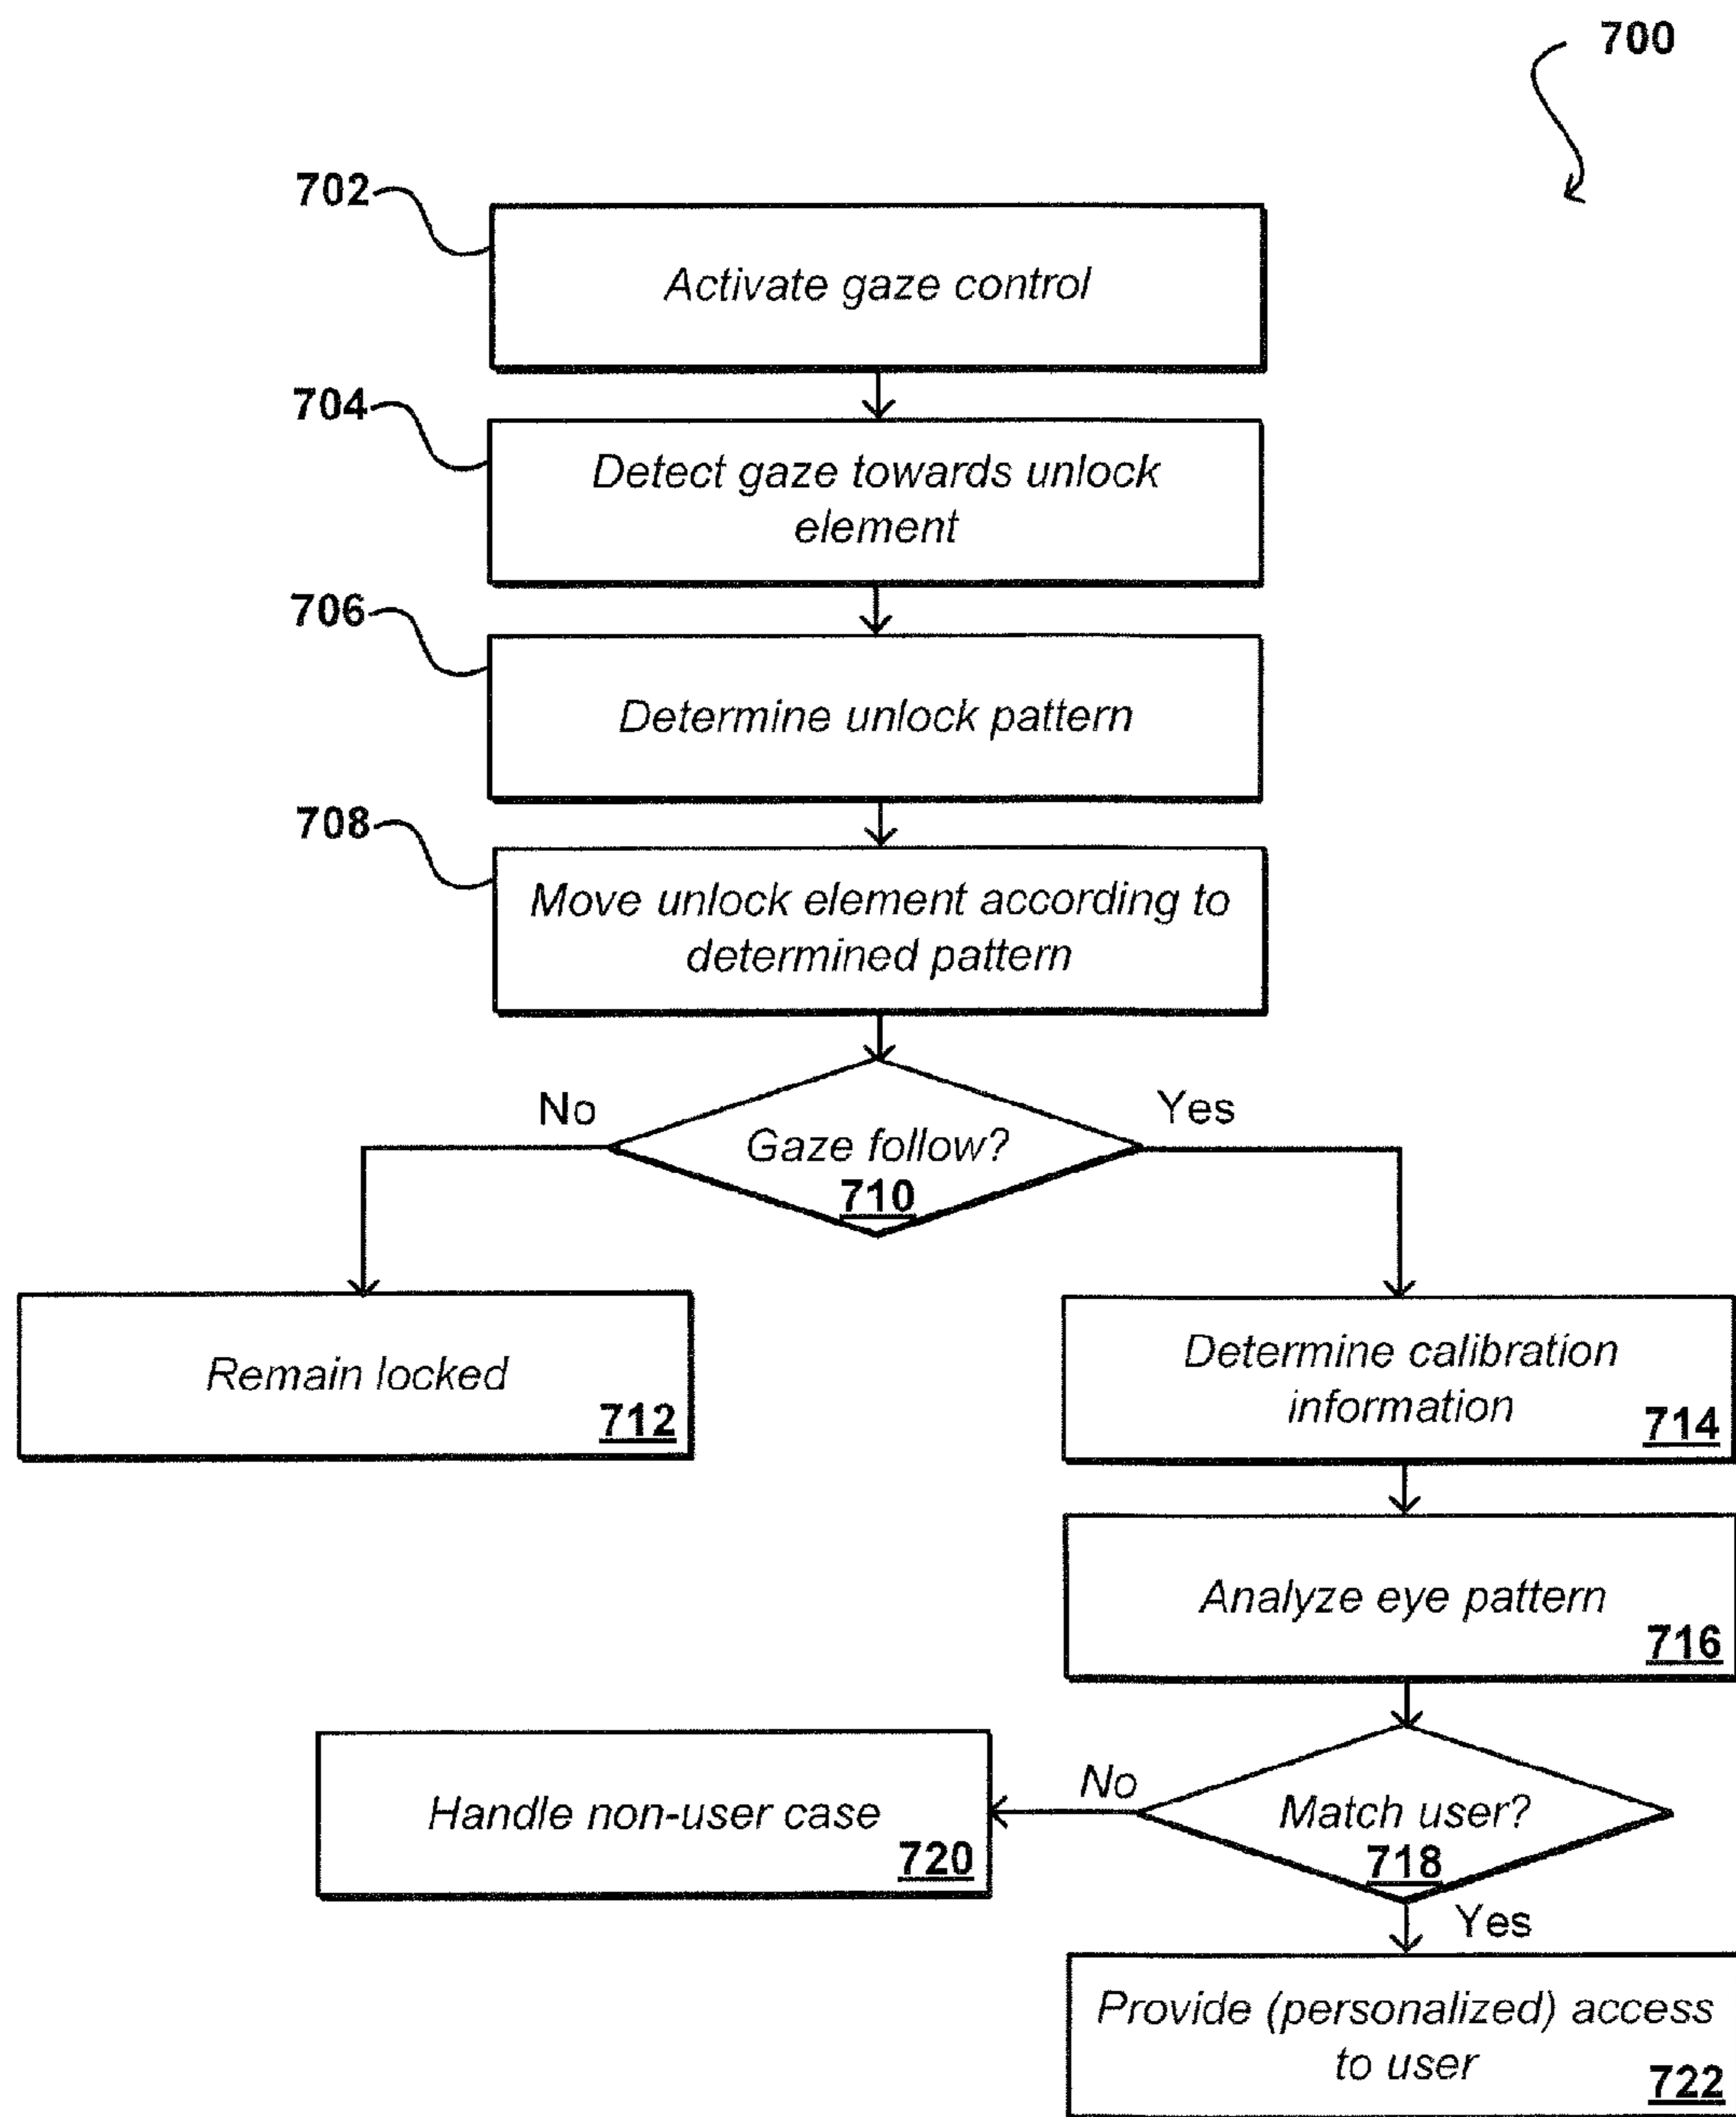 700
702
Activate gaze control
704
Detect gaze towards unlock
element
706
Determine unlock pattern
708
Move unlock element according to
determined pattern
No
Yes
Gaze follow?
710
Remain locked
712
Determine calibration
information
714
Analyze eye pattern
716
Handle non-user case
720
No
Match user?
718
Yes
Provide (personalized) access
to user
722